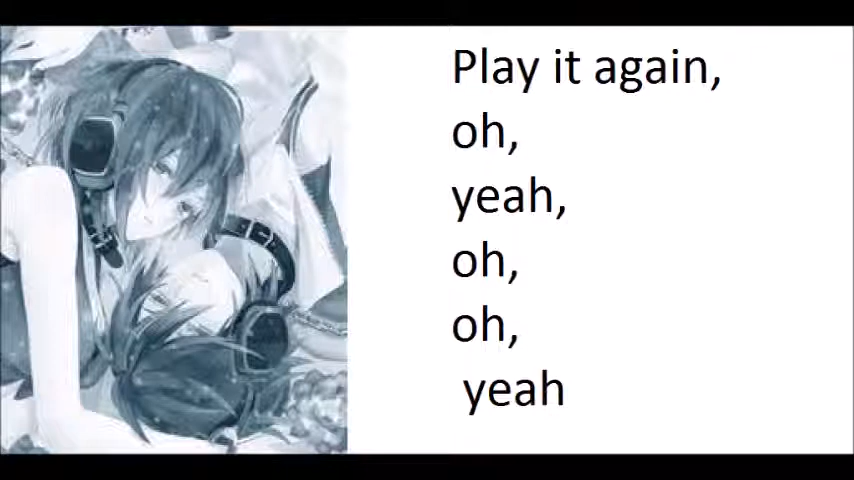 Play it again,
oh,
yeah,
oh,
oh,
yeah